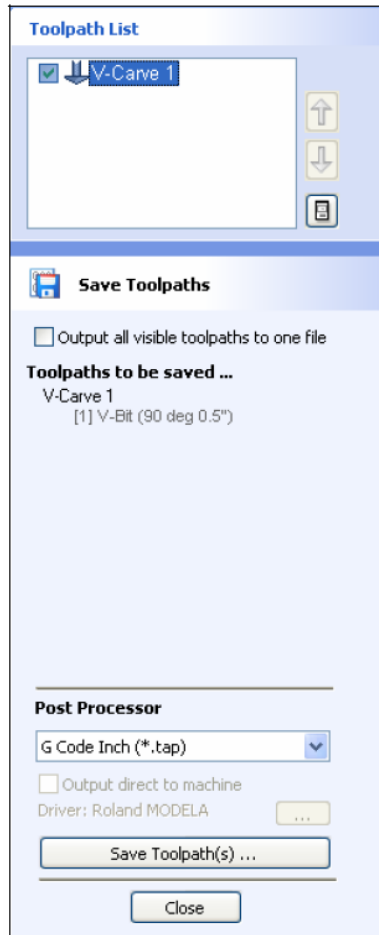 Toolpath List
V-Carve 1
Save Toolpaths
Output all visible toolpaths to one file
Toolpaths to be saved ...
V-Carve 1
[1] V-Bit (90 deg 0.5")
Post Processor
G Code Inch (*.tap)
Output direct to machine
Driver: Roland MODELA
...
Save Toolpath(s) ...
Close